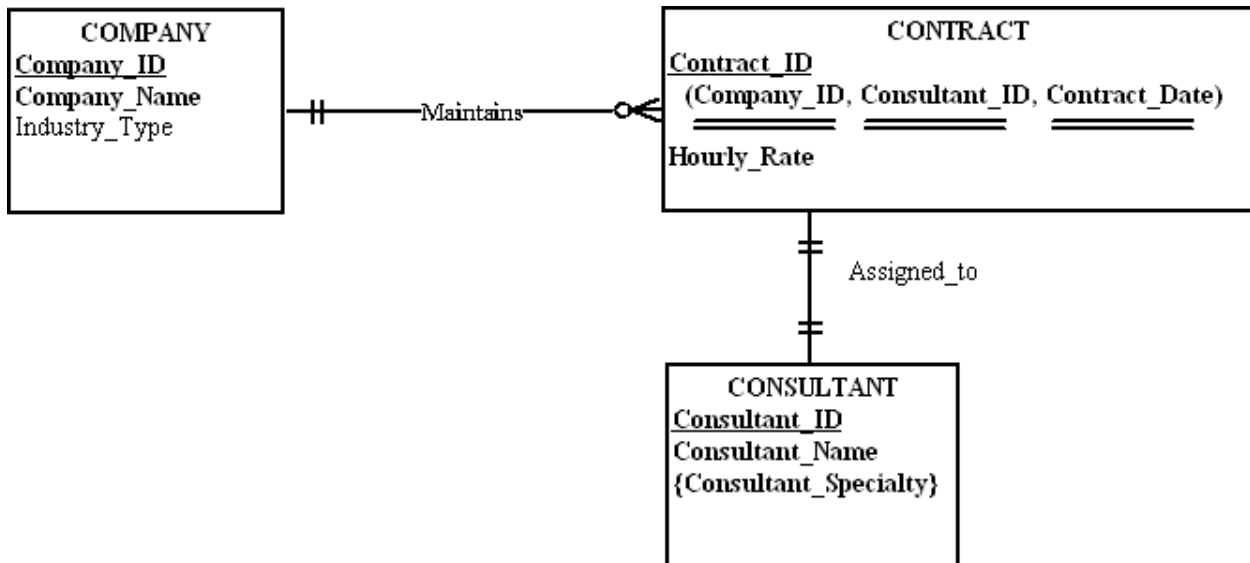 COMPANY
Company_ID
Company_Name
Industry_Type
Maintains
CONTRACT
Contract_ID
(Company_ID, Consultant_ID, Contract_Date)
Hourly_Rate
Assigned_to
CONSULTANT
Consultant_ID
Consultant_Name
{Consultant_Specialty}